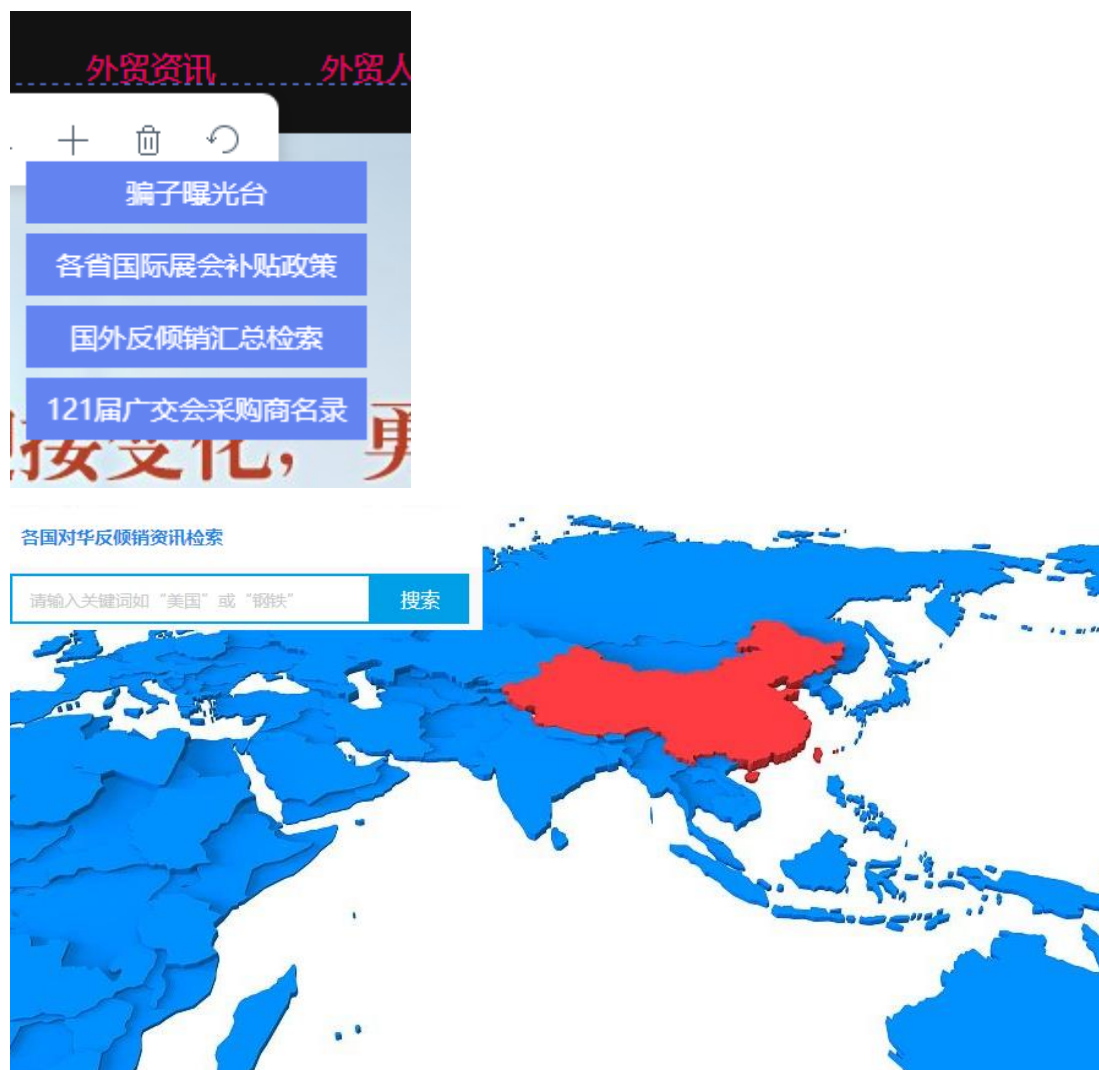 外贸资讯 外贸人
骗子曝光台
各省国际展会补贴政策
国外反倾销汇总检索
121届广交会采购商名录
接变化，勇
各国对华反倾销资讯检索
请输入关键词如“美国”或“钢铁” 搜索